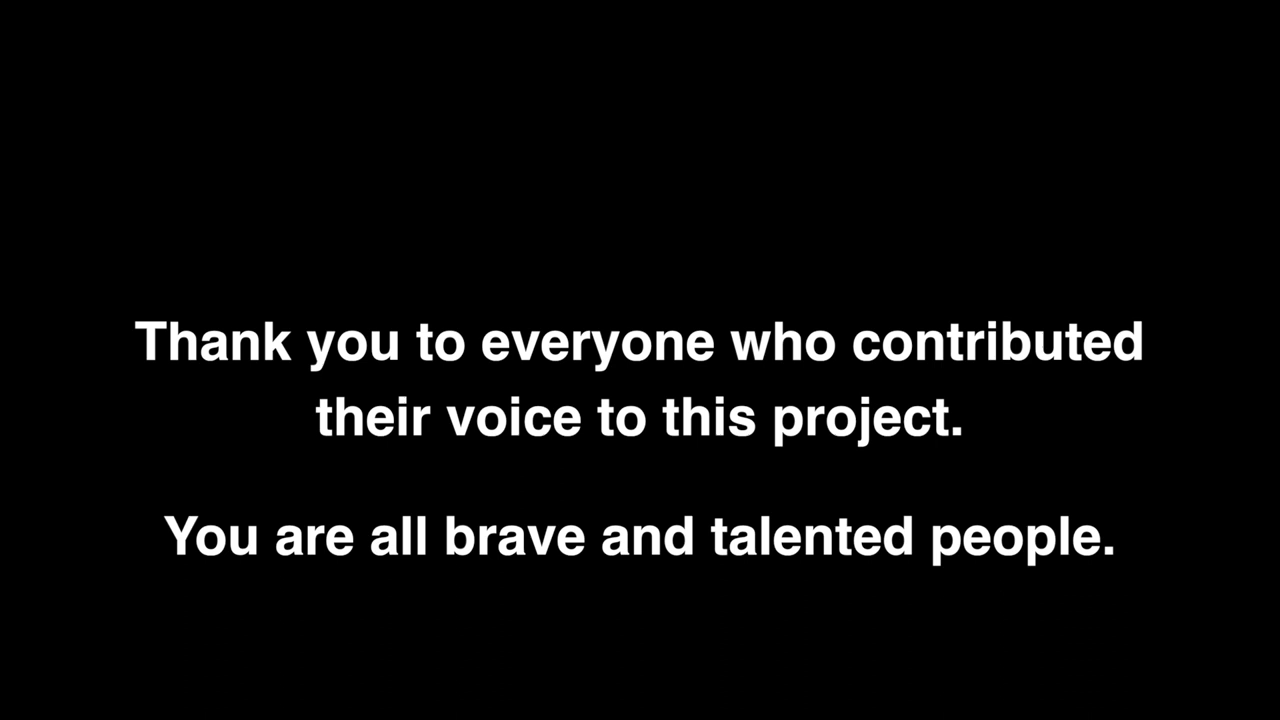 Thank you to everyone who contributed
their voice to this project.
You are all brave and talented people.